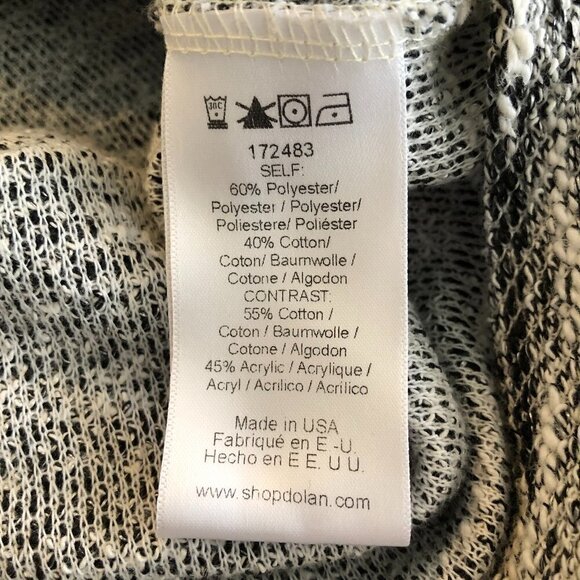 30C
172483
SELF:
60% Polyester/
Polyester / Polyester/
Poliestere/ Poliéster
40% Cotton/
Coton/ Baumwolle /
Cotone / Algodon
CONTRAST:
55% Cotton /
Coton / Baumwolle /
Cotone / Algodon
45% Acrylic / Acrylique /
Acryl / Acrilico / Acrilico
Made in USA
Fabriqué en E -U
Hecho en E E. U U.
www.shopdolan.com